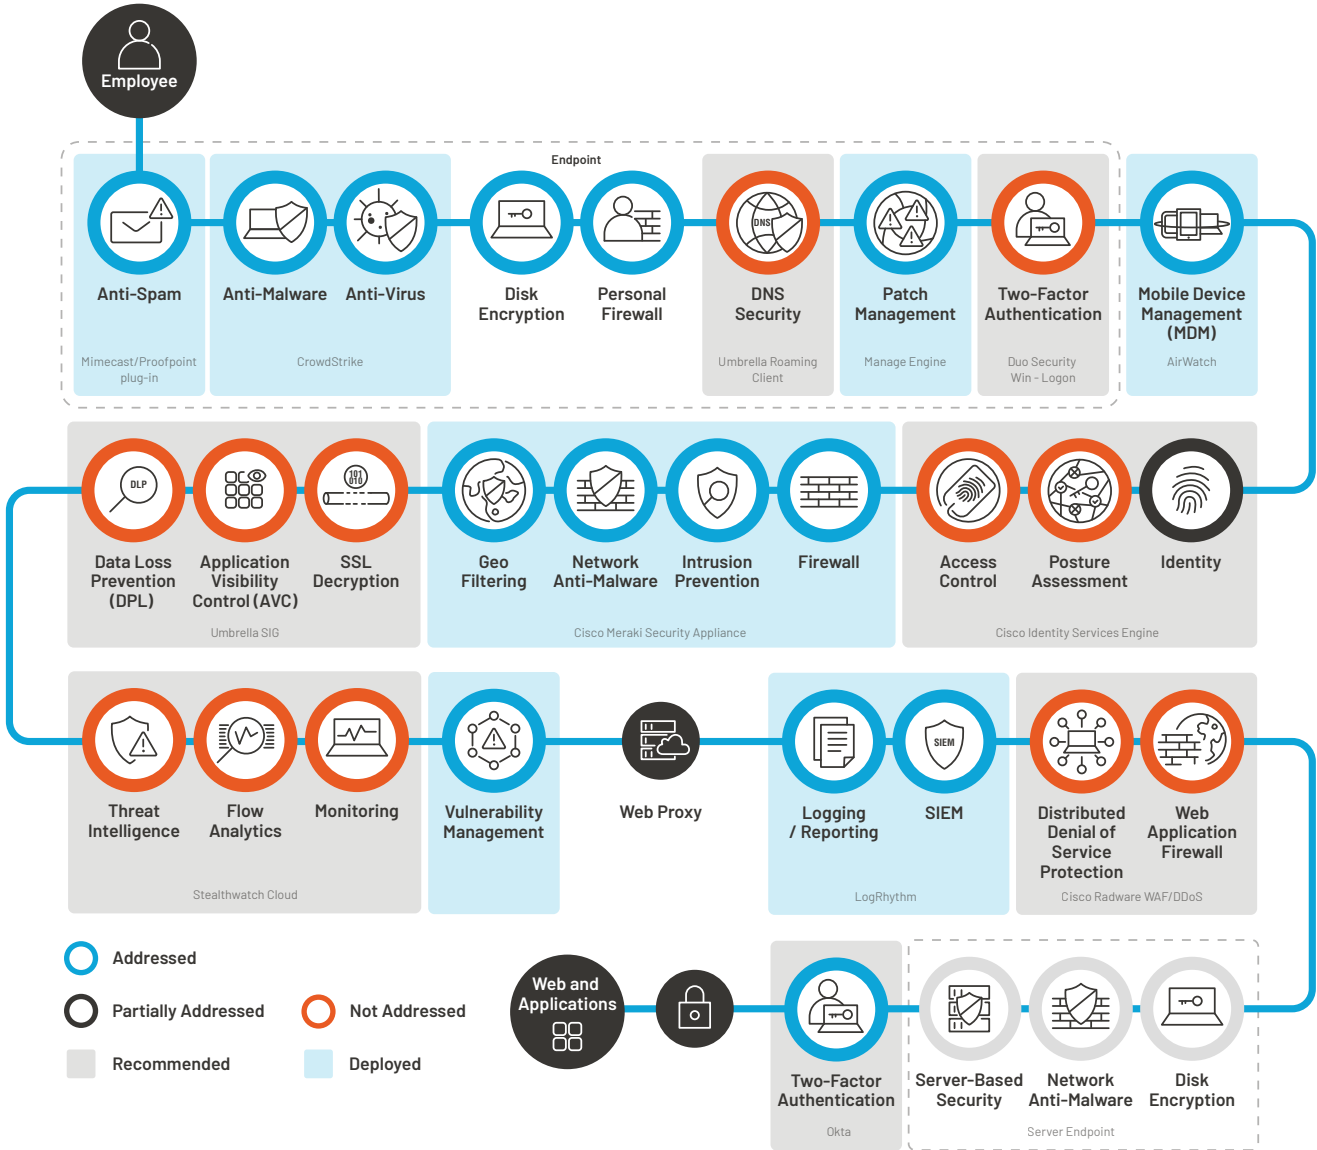 Employee
Endpoint
DNS
Anti-Spam
Anti-Malware
Anti-Virus
Disk
Encryption
Personal
Firewall
DNS
Security
Patch
Management
Two-Factor
Authentication
Mobile Device
Management
(MDM)
Mimecast/Proofpoint
plug-in
CrowdStrike
Umbrella Roaming
Client
Manage Engine
Duo Security
Win - Logon
AirWatch
DLP
101
010
Data Loss
Prevention
(DPL)
Application
Visibility
Control (AVC)
SSL
Decryption
Geo
Filtering
Network
Anti-Malware
Intrusion
Prevention
Firewall
Access
Control
Posture
Assessment
Identity
Umbrella SIG
Cisco Meraki Security Appliance
Cisco Identity Services Engine
SIEM
Threat
Intelligence
Flow
Analytics
Monitoring
Vulnerability
Management
Web Proxy
Logging
/ Reporting
SIEM
Distributed
Denial of
Service
Protection
Web
Application
Firewall
Stealthwatch Cloud
LogRhythm
Cisco Radware WAF/DDoS
Addressed
Partially Addressed
Not Addressed
Recommended
Deployed
Web and
Applications
Two-Factor
Authentication
Server-Based
Security
Network
Anti-Malware
Disk
Encryption
Okta
Server Endpoint